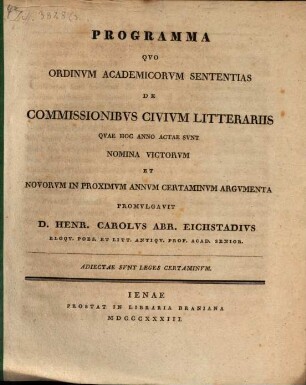 PROGRAMMA
QVO
ORDINVM ACADEMICORVM SENTENTIAS
DE
COMMISSIONIBVS CIVIVM LITTERARIIS
QVAE HOC ANNO ACTAE SVNT
NOMINA VICTORVM
ET
NOVORVM IN PROXIMVM ANNVM CERTAMINVM ARGVMENTA
PROMVLGAVIT
D. HENR. CAROLVS ABR. EICHSTADIVS
ELOQV. POES. ET LITT. ANTIQV. PROF. ACAD. SENIOR.
ADIECTAE SVNT LEGES CERTAMINVM.
IENAE
PROSTAT IN LIBRARIA BRANIANA
MDCCCXXXIII.